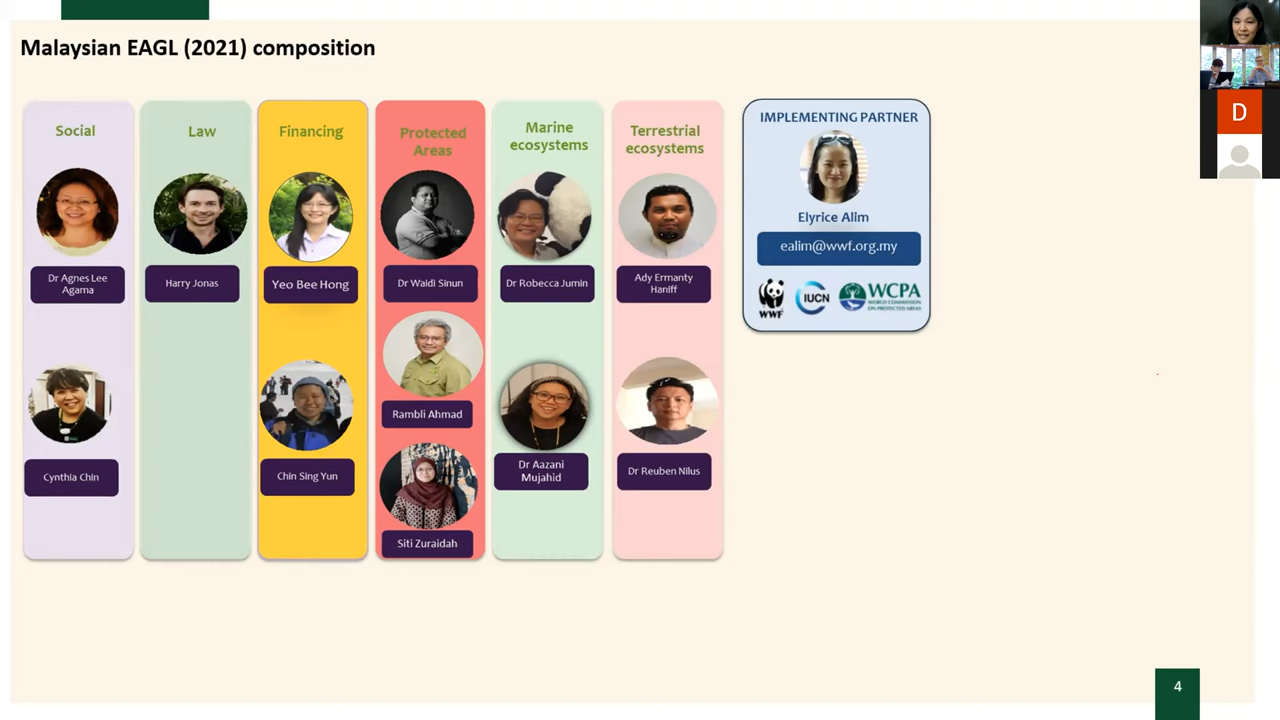 Malaysian EAGL (2021) composition
Social
Dr Agnes Lee
Agama
Cynthia Chin
Law
Harry Jonas
Financing
Yeo Bee Hong
Chin Sing Yun
Protected
Areas
Dr Waidi Sinun
Rambli Ahmad
Siti Zuraidah
Marine
ecosystems
Dr Robecca Jumin
Dr Aazani
Mujahid
Terrestrial
ecosystems
Ady Ermanty
Haniff
Dr Reuben Nilus
IMPLEMENTING PARTNER
Elyrice Alim
ealim@wwf.org.my
WWF
IUCN
WCPA
WORLD COMMISSION
ON PROTECTED AREAS
D
4